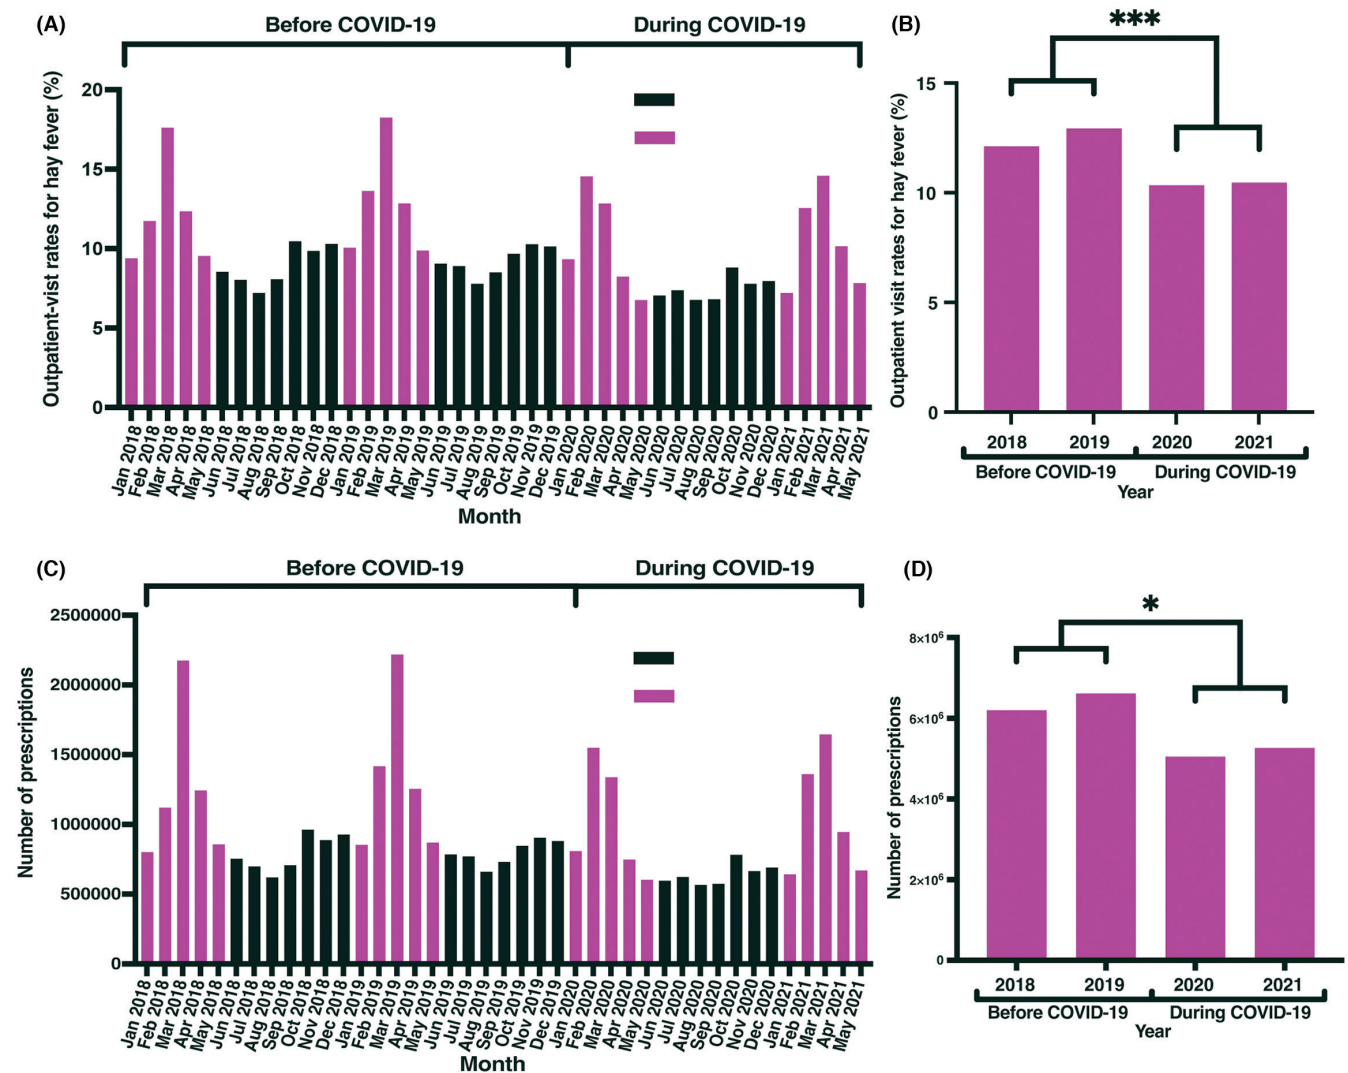 (A)
Before COVID-19
During COVID-19
Outpatient-vist rates for hay fever (%)
20
15
10
5
0
Jan 2018
Feb 2018
Mar 2018
Apr 2018
May 2018
Jun 2018
Jul 2018
Aug 2018
Sep 2018
Oct 2018
Nov 2018
Dec 2018
Jan 2019
Feb 2019
Mar 2019
Apr 2019
May 2019
Jun 2019
Jul 2019
Aug 2019
Sep 2019
Oct 2019
Nov 2019
Dec 2019
Jan 2020
Feb 2020
Mar 2020
Apr 2020
May 2020
Jun 2020
Jul 2020
Aug 2020
Sep 2020
Oct 2020
Nov 2020
Dec 2020
Jan 2021
Feb 2021
Mar 2021
Apr 2021
May 2021
Month
(B)
***
Outpatient visit rates for hay fever (%)
15
10
5
0
2018 2019 2020 2021
Before COVID-19 During COVID-19
Year
(C)
Before COVID-19
During COVID-19
Number of prescriptions
2500000
2000000
1500000
1000000
500000
0
Jan 2018
Feb 2018
Mar 2018
Apr 2018
May 2018
Jun 2018
Jul 2018
Aug 2018
Sep 2018
Oct 2018
Nov 2018
Dec 2018
Jan 2019
Feb 2019
Mar 2019
Apr 2019
May 2019
Jun 2019
Jul 2019
Aug 2019
Sep 2019
Oct 2019
Nov 2019
Dec 2019
Jan 2020
Feb 2020
Mar 2020
Apr 2020
May 2020
Jun 2020
Jul 2020
Aug 2020
Sep 2020
Oct 2020
Nov 2020
Dec 2020
Jan 2021
Feb 2021
Mar 2021
Apr 2021
May 2021
Month
(D)
*
Number of prescriptions
8×10⁶
6×10⁶
4×10⁶
2×10⁶
0
2018 2019 2020 2021
Before COVID-19 During COVID-19
Year